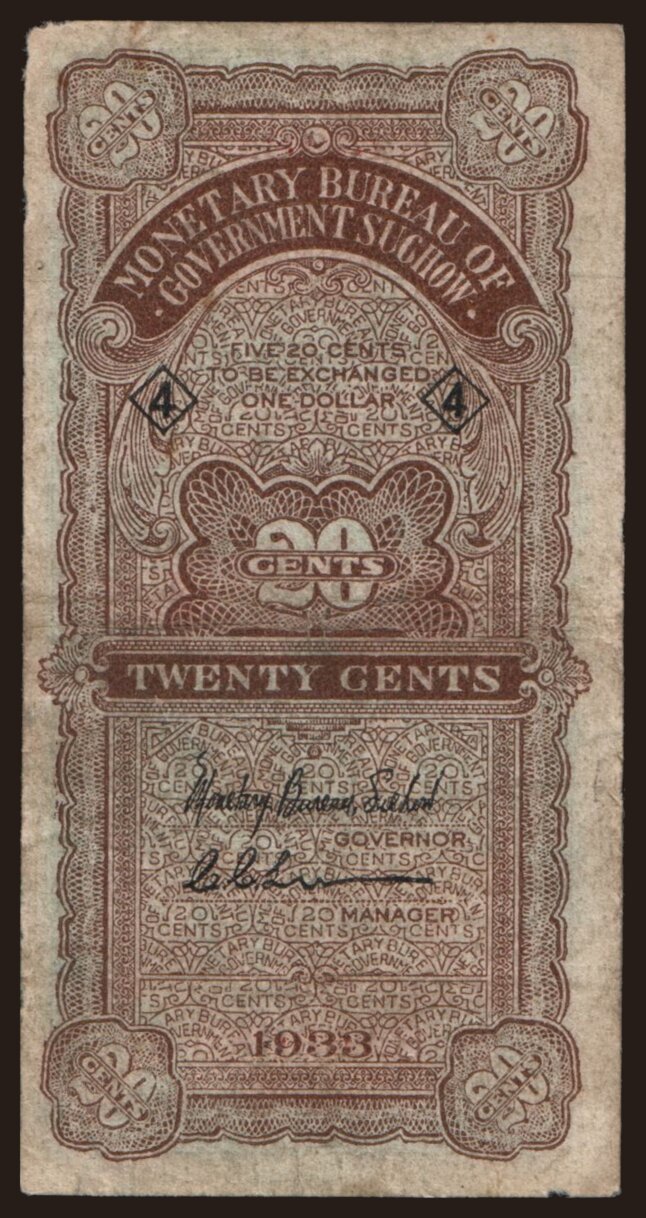 20 CENTS
20 CENTS
MONETARY BUREAU OF
· GOVERNMENT SUCHOW ·
FIVE 20 CENTS
TO BE EXCHANGED
ONE DOLLAR
4
4
20
CENTS
TWENTY CENTS
Monetary Bureau, Suchow
GOVERNOR
MANAGER
1933
20 CENTS
20 CENTS